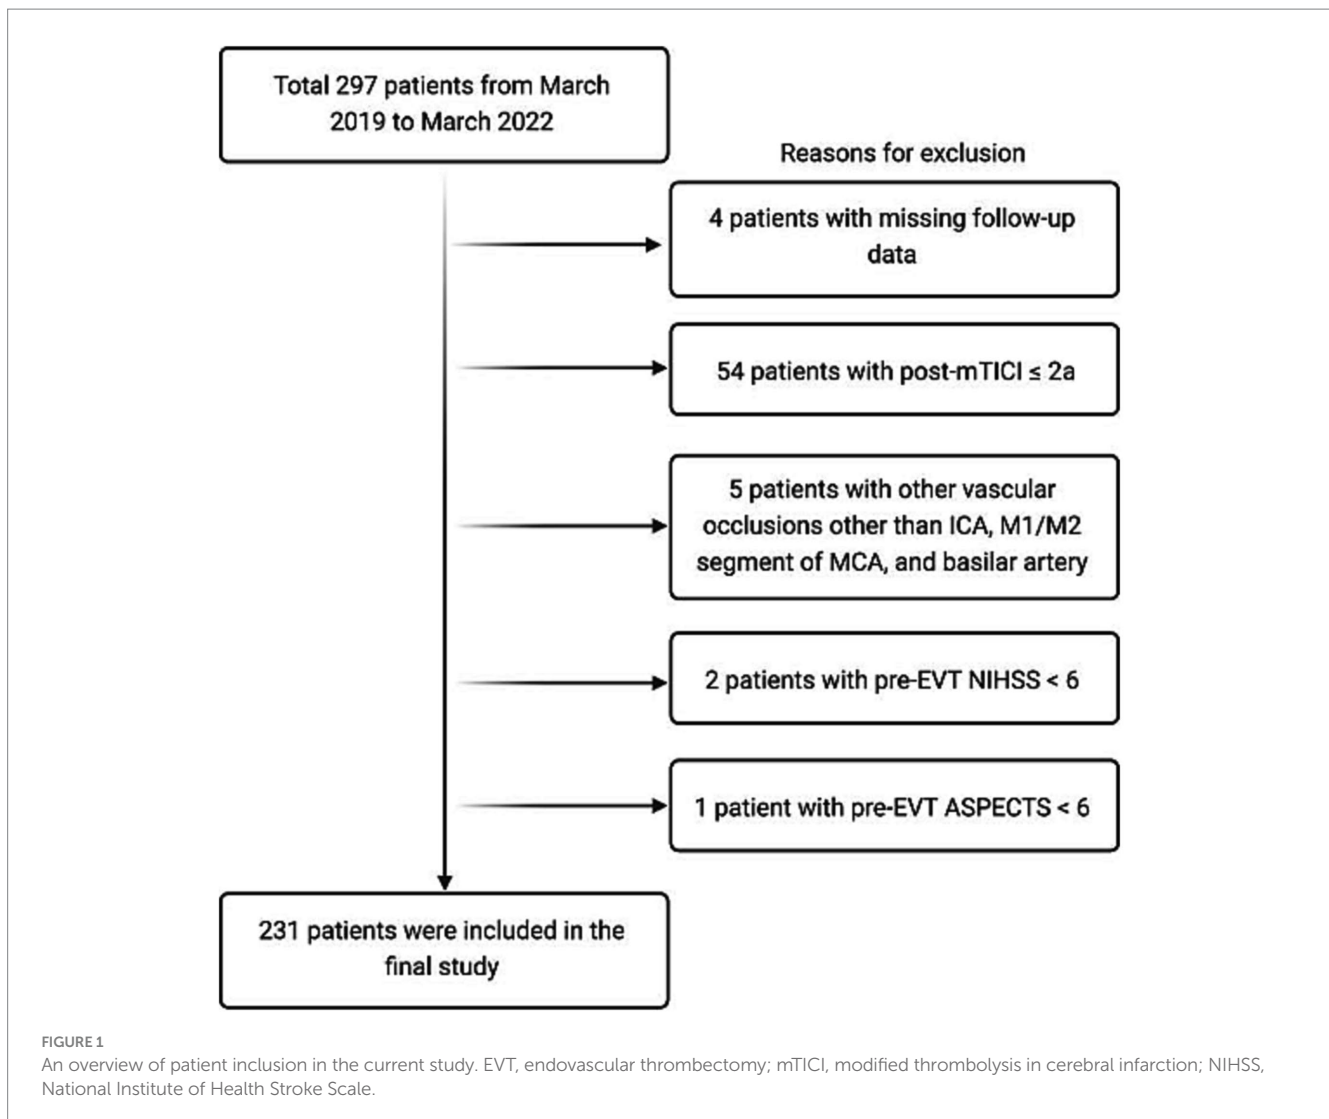 Total 297 patients from March
2019 to March 2022
Reasons for exclusion
4 patients with missing follow-up
data
54 patients with post-mTICI ≤ 2a
5 patients with other vascular
occlusions other than ICA, M1/M2
segment of MCA, and basilar artery
2 patients with pre-EVT NIHSS < 6
1 patient with pre-EVT ASPECTS < 6
231 patients were included in the
final study
FIGURE 1
An overview of patient inclusion in the current study. EVT, endovascular thrombectomy; mTICI, modified thrombolysis in cerebral infarction; NIHSS,
National Institute of Health Stroke Scale.